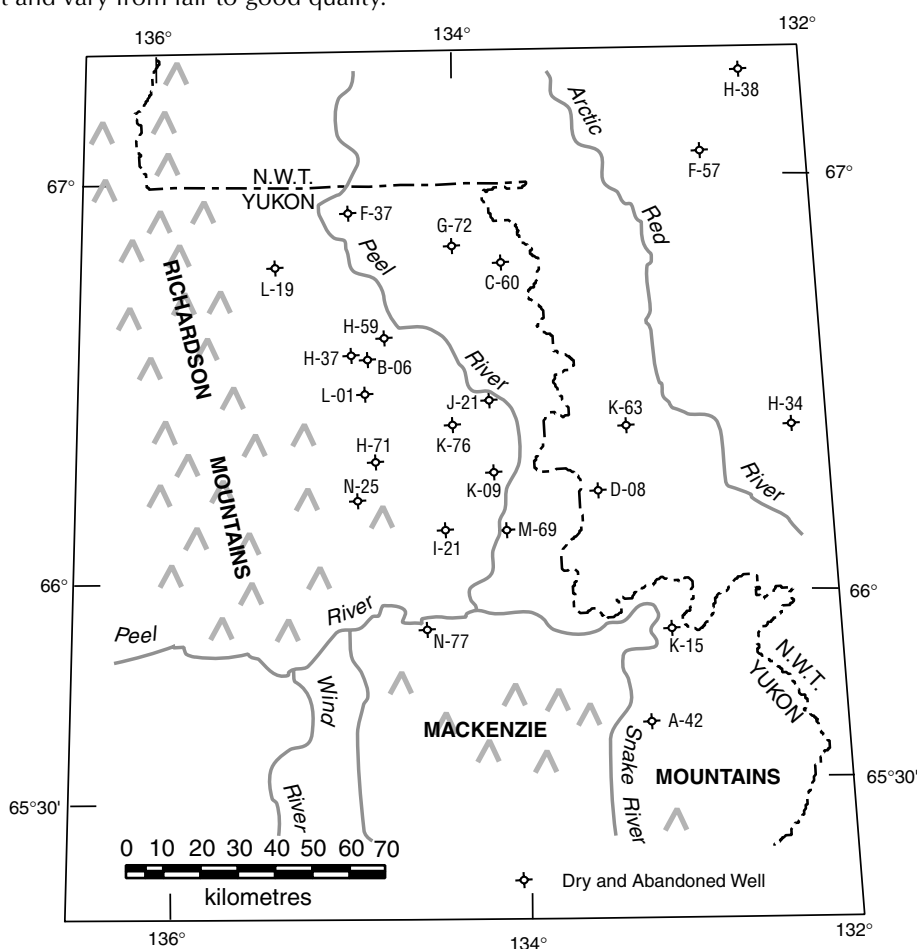 t and vary from fair to good quality.
136°
134°
132°
H-38
Arctic
F-57
67°
67°
N.W.T.
YUKON
F-37
G-72
Red
Peel
C-60
L-19
RICHARDSON
H-59
H-37
B-06
River
L-01
J-21
K-63
H-34
K-76
H-71
MOUNTAINS
N-25
K-09
D-08
River
I-21
M-69
66°
66°
River
Peel
N-77
K-15
N.W.T.
YUKON
Wind
MACKENZIE
A-42
Snake River
MOUNTAINS
65°30'
65°30'
River
0 10 20 30 40 50 60 70
kilometres
Dry and Abandoned Well
136°
134°
132°